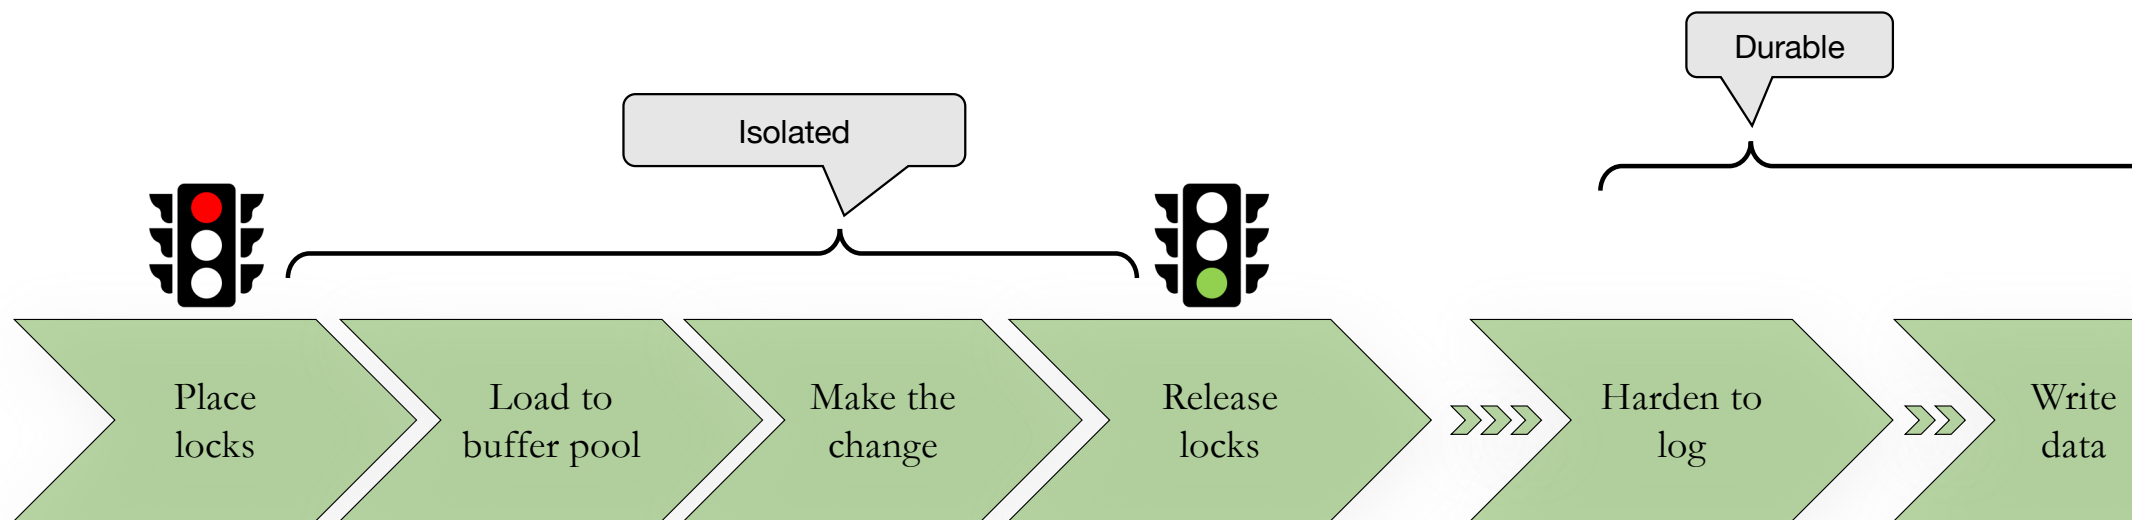 Durable
Isolated
Place
locks
Load to
buffer pool
Make the
change
Release
locks
Harden to
log
Write
data